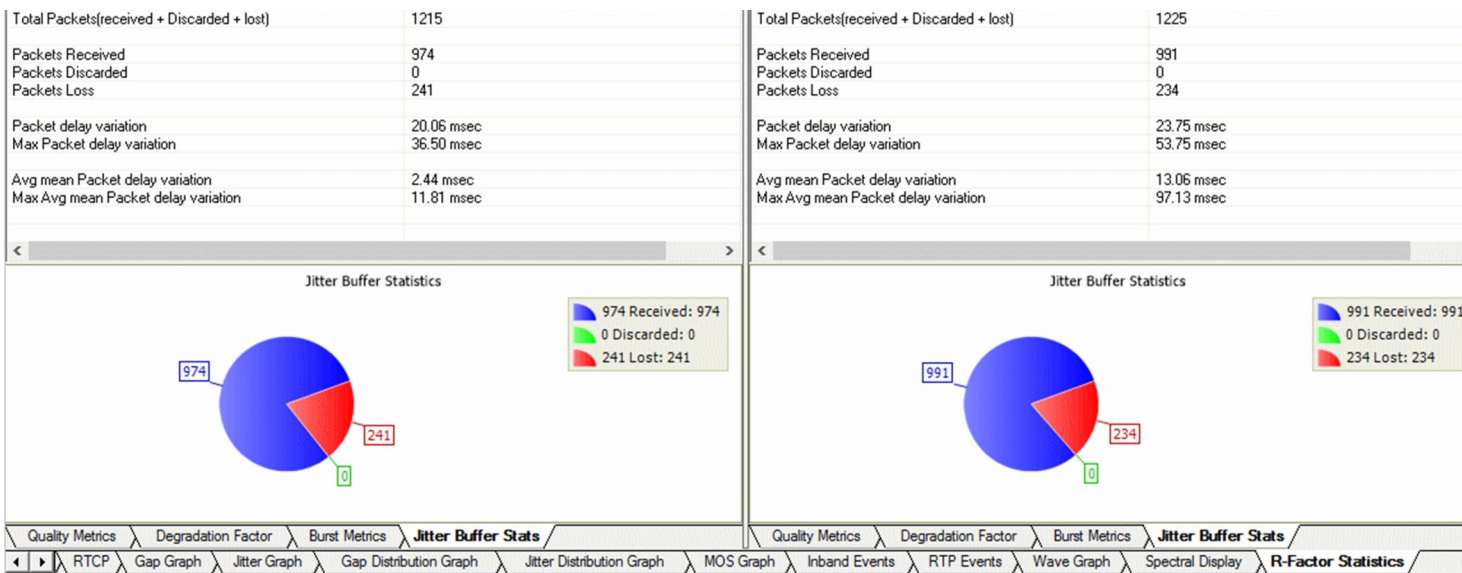 Total Packets(received + Discarded + lost) 1215
Packets Received 974
Packets Discarded 0
Packets Loss 241
Packet delay variation 20.06 msec
Max Packet delay variation 36.50 msec
Avg mean Packet delay variation 2.44 msec
Max Avg mean Packet delay variation 11.81 msec
Jitter Buffer Statistics
974 Received: 974
0 Discarded: 0
241 Lost: 241
974
241
0
Quality Metrics Degradation Factor Burst Metrics Jitter Buffer Stats
Total Packets(received + Discarded + lost) 1225
Packets Received 991
Packets Discarded 0
Packets Loss 234
Packet delay variation 23.75 msec
Max Packet delay variation 53.75 msec
Avg mean Packet delay variation 13.06 msec
Max Avg mean Packet delay variation 97.13 msec
Jitter Buffer Statistics
991 Received: 991
0 Discarded: 0
234 Lost: 234
991
234
0
Quality Metrics Degradation Factor Burst Metrics Jitter Buffer Stats
RTCP Gap Graph Jitter Graph Gap Distribution Graph Jitter Distribution Graph MOS Graph Inband Events RTP Events Wave Graph Spectral Display R-Factor Statistics